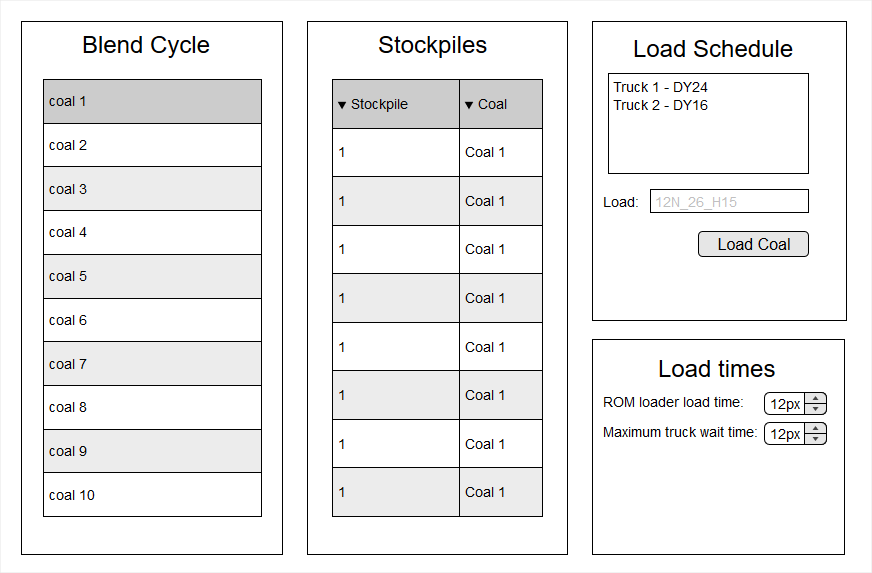 Blend Cycle
coal 1
coal 2
coal 3
coal 4
coal 5
coal 6
coal 7
coal 8
coal 9
coal 10
Stockpiles
▼ Stockpile ▼ Coal
1 Coal 1
1 Coal 1
1 Coal 1
1 Coal 1
1 Coal 1
1 Coal 1
1 Coal 1
1 Coal 1
Load Schedule
Truck 1 - DY24
Truck 2 - DY16
Load: 12N_26_H15
Load Coal
Load times
ROM loader load time: 12px
Maximum truck wait time: 12px